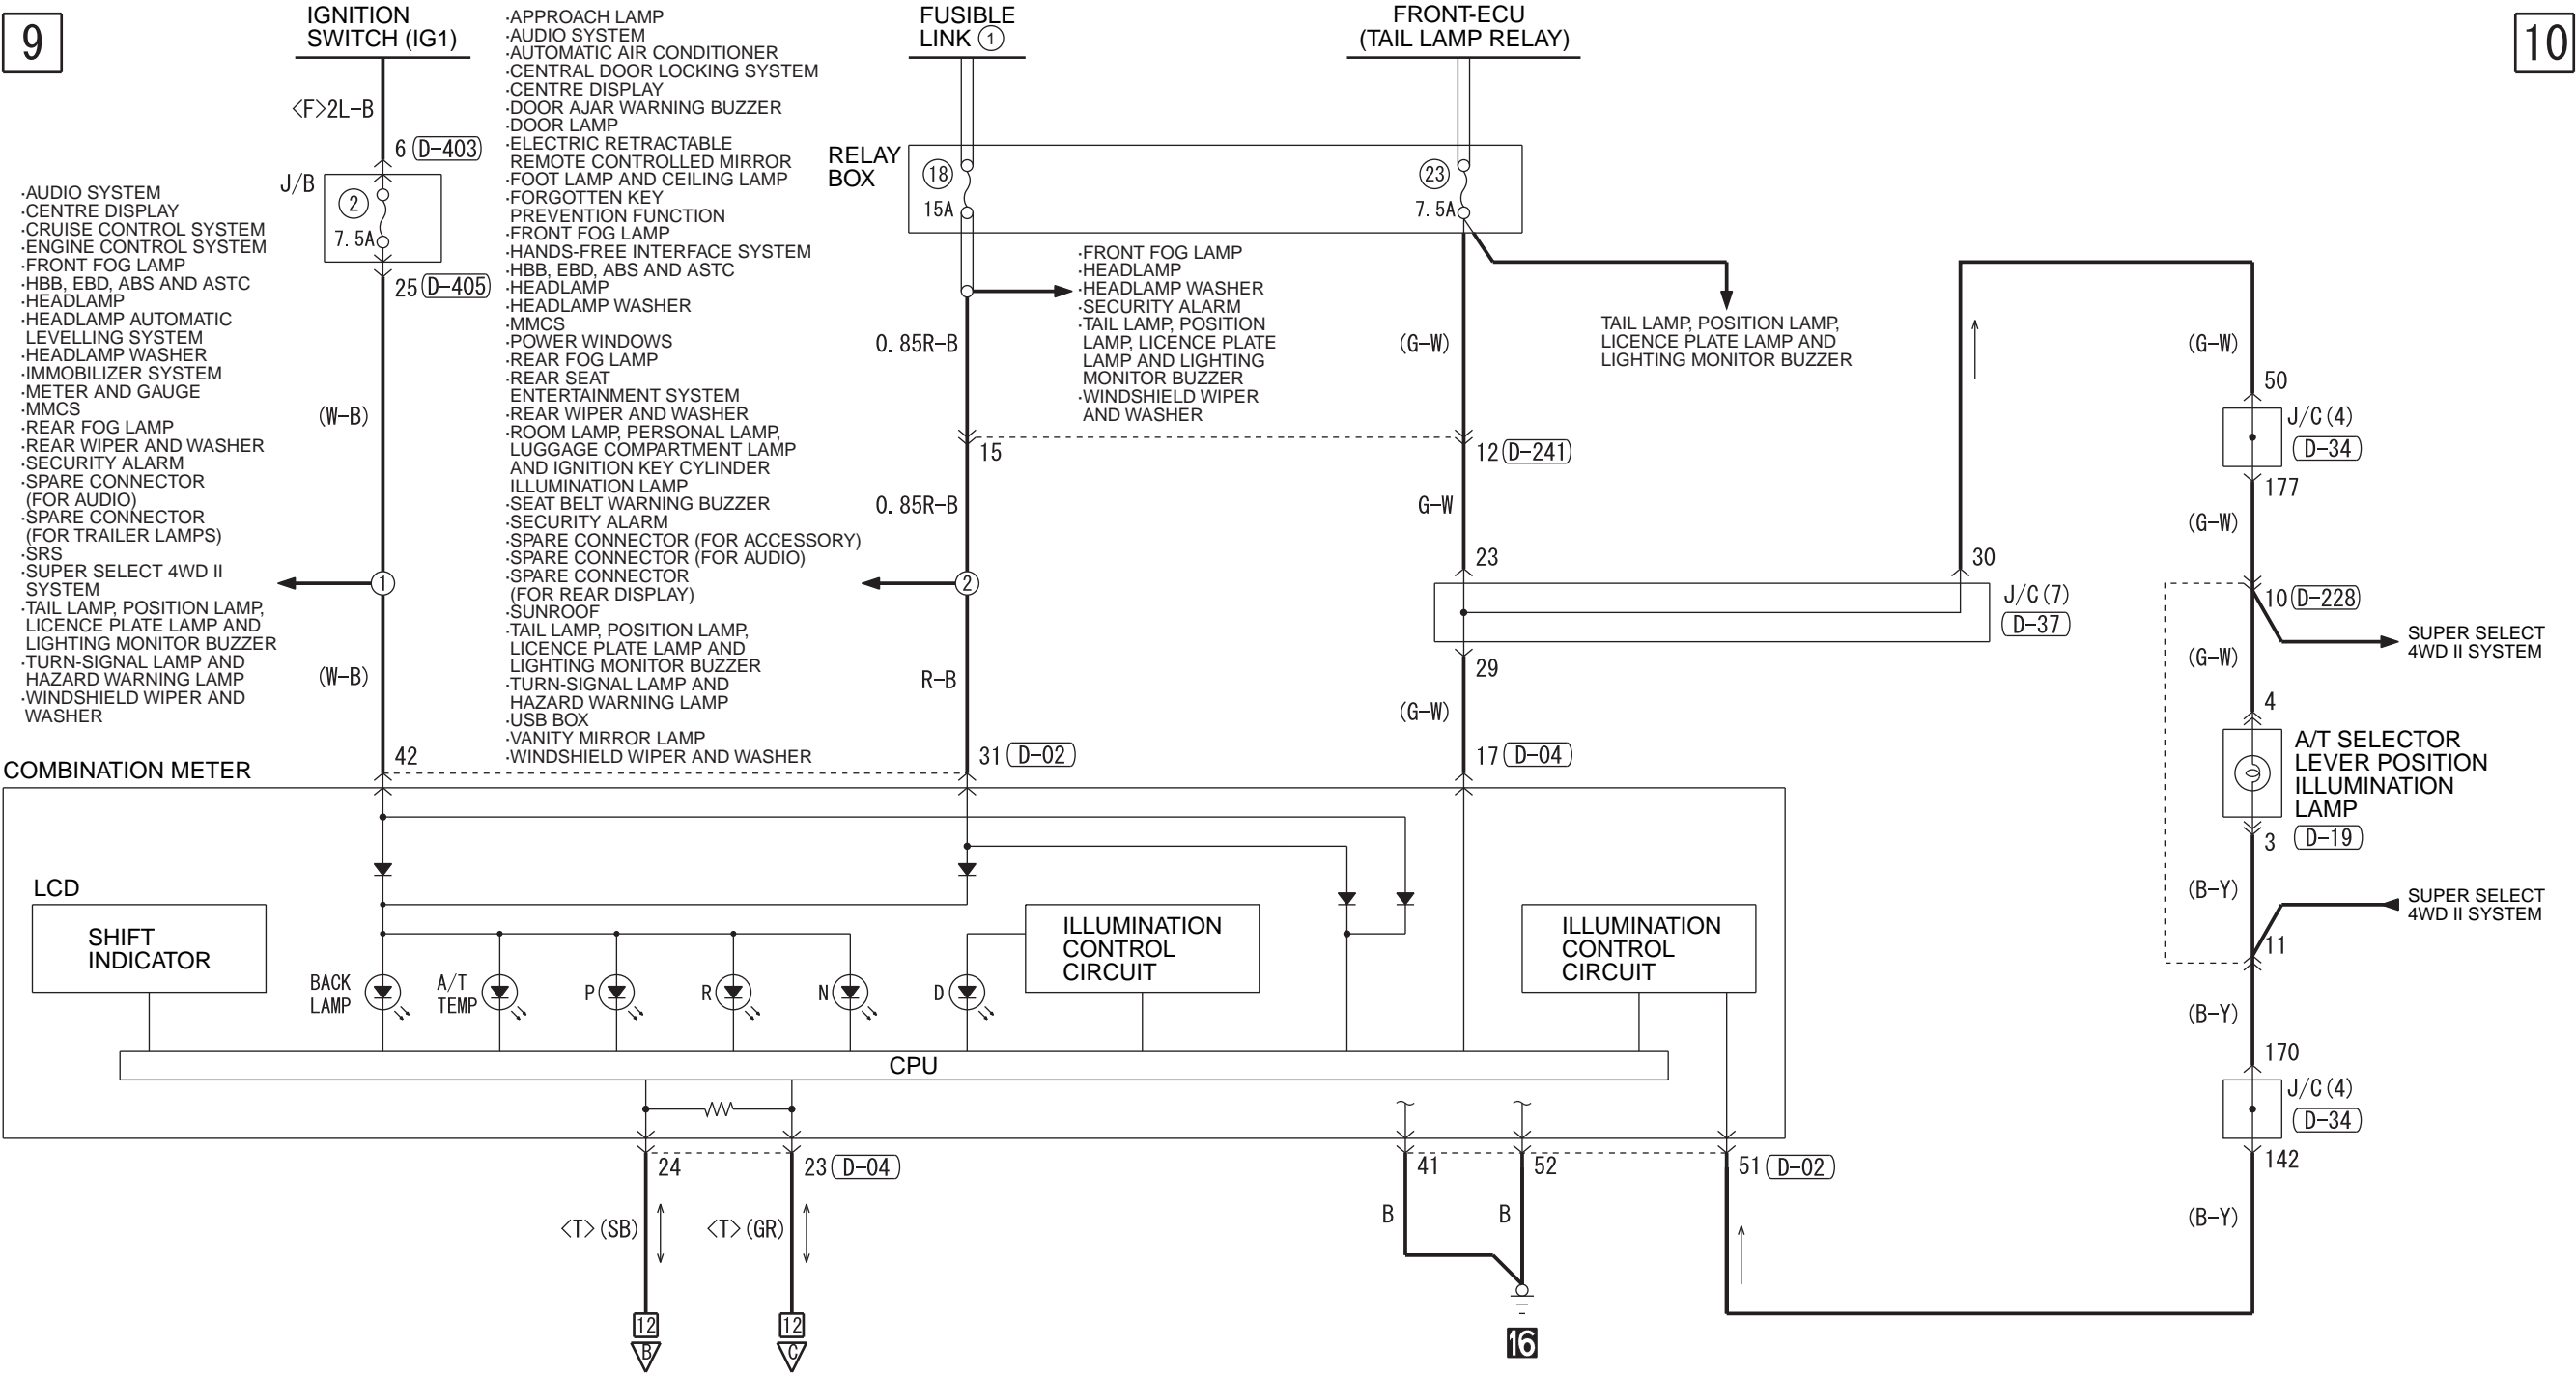 9
IGNITION
SWITCH (IG1)
<F>2L-B
6 (D-403)
J/B
2
7.5A
25 (D-405)
(W-B)
1
(W-B)
42
·AUDIO SYSTEM
·CENTRE DISPLAY
·CRUISE CONTROL SYSTEM
·ENGINE CONTROL SYSTEM
·FRONT FOG LAMP
·HBB, EBD, ABS AND ASTC
·HEADLAMP
·HEADLAMP AUTOMATIC
LEVELLING SYSTEM
·HEADLAMP WASHER
·IMMOBILIZER SYSTEM
·METER AND GAUGE
·MMCS
·REAR FOG LAMP
·REAR WIPER AND WASHER
·SECURITY ALARM
·SPARE CONNECTOR
(FOR AUDIO)
·SPARE CONNECTOR
(FOR TRAILER LAMPS)
·SRS
·SUPER SELECT 4WD II
SYSTEM
·TAIL LAMP, POSITION LAMP,
LICENCE PLATE LAMP AND
LIGHTING MONITOR BUZZER
·TURN-SIGNAL LAMP AND
HAZARD WARNING LAMP
·WINDSHIELD WIPER AND
WASHER
·APPROACH LAMP
·AUDIO SYSTEM
·AUTOMATIC AIR CONDITIONER
·CENTRAL DOOR LOCKING SYSTEM
·CENTRE DISPLAY
·DOOR AJAR WARNING BUZZER
·DOOR LAMP
·ELECTRIC RETRACTABLE
REMOTE CONTROLLED MIRROR
·FOOT LAMP AND CEILING LAMP
·FORGOTTEN KEY
PREVENTION FUNCTION
·FRONT FOG LAMP
·HANDS-FREE INTERFACE SYSTEM
·HBB, EBD, ABS AND ASTC
·HEADLAMP
·HEADLAMP WASHER
·MMCS
·POWER WINDOWS
·REAR FOG LAMP
·REAR SEAT
ENTERTAINMENT SYSTEM
·REAR WIPER AND WASHER
·ROOM LAMP, PERSONAL LAMP,
LUGGAGE COMPARTMENT LAMP
AND IGNITION KEY CYLINDER
ILLUMINATION LAMP
·SEAT BELT WARNING BUZZER
·SECURITY ALARM
·SPARE CONNECTOR (FOR ACCESSORY)
·SPARE CONNECTOR (FOR AUDIO)
·SPARE CONNECTOR
(FOR REAR DISPLAY)
·SUNROOF
·TAIL LAMP, POSITION LAMP,
LICENCE PLATE LAMP AND
LIGHTING MONITOR BUZZER
·TURN-SIGNAL LAMP AND
HAZARD WARNING LAMP
·USB BOX
·VANITY MIRROR LAMP
·WINDSHIELD WIPER AND WASHER
FUSIBLE
LINK 1
RELAY
BOX
18
15A
0.85R-B
15
0.85R-B
2
R-B
31 (D-02)
·FRONT FOG LAMP
·HEADLAMP
·HEADLAMP WASHER
·SECURITY ALARM
·TAIL LAMP, POSITION
LAMP, LICENCE PLATE
LAMP AND LIGHTING
MONITOR BUZZER
·WINDSHIELD WIPER
AND WASHER
FRONT-ECU
(TAIL LAMP RELAY)
23
7.5A
(G-W)
12 (D-241)
G-W
23
30
J/C(7)
(D-37)
29
(G-W)
17 (D-04)
TAIL LAMP, POSITION LAMP,
LICENCE PLATE LAMP AND
LIGHTING MONITOR BUZZER
10
(G-W)
50
J/C(4)
(D-34)
177
(G-W)
10 (D-228)
SUPER SELECT
4WD II SYSTEM
(G-W)
4
A/T SELECTOR
LEVER POSITION
ILLUMINATION
LAMP
3 (D-19)
(B-Y)
SUPER SELECT
4WD II SYSTEM
11
(B-Y)
170
J/C(4)
(D-34)
142
(B-Y)
COMBINATION METER
LCD
SHIFT
INDICATOR
BACK
LAMP
A/T
TEMP
P
R
N
D
ILLUMINATION
CONTROL
CIRCUIT
ILLUMINATION
CONTROL
CIRCUIT
CPU
24
23 (D-04)
41
52
51 (D-02)
<T>(SB)
<T>(GR)
B
B
12
B
12
C
16